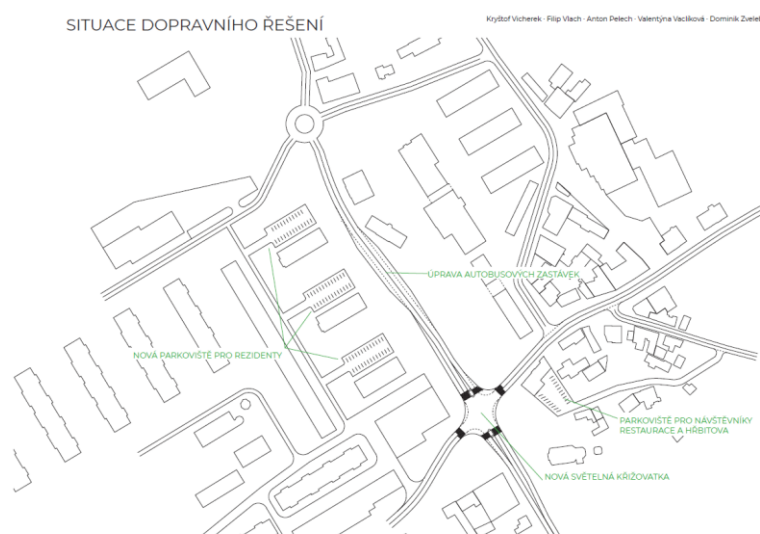 SITUACE DOPRAVNÍHO ŘEŠENÍ
Kryštof Vicherek · Filip Vlach · Anton Pelech · Valentýna Vaclíková · Dominik Zvelel
ÚPRAVA AUTOBUSOVÝCH ZASTÁVEK
NOVÁ PARKOVIŠTĚ PRO REZIDENTY
PARKOVIŠTĚ PRO NÁVŠTĚVNÍKY
RESTAURACE A HŘBITOVA
NOVÁ SVĚTELNÁ KŘIŽOVATKA